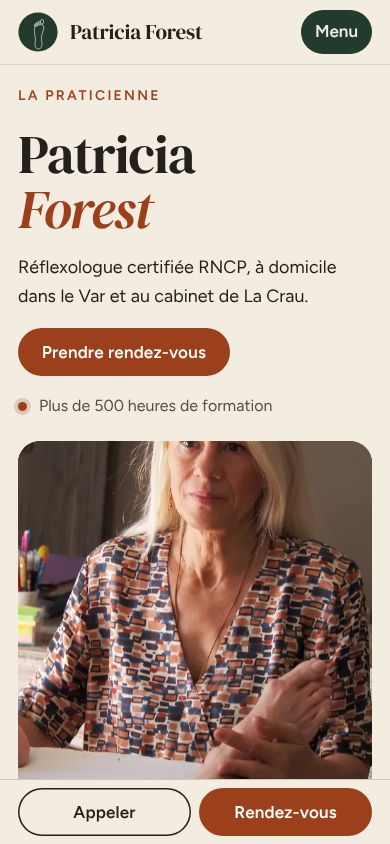 Patricia Forest
Menu
LA PRATICIENNE
Patricia
Forest
Réflexologue certifiée RNCP, à domicile
dans le Var et au cabinet de La Crau.
Prendre rendez-vous
Plus de 500 heures de formation
Appeler
Rendez-vous